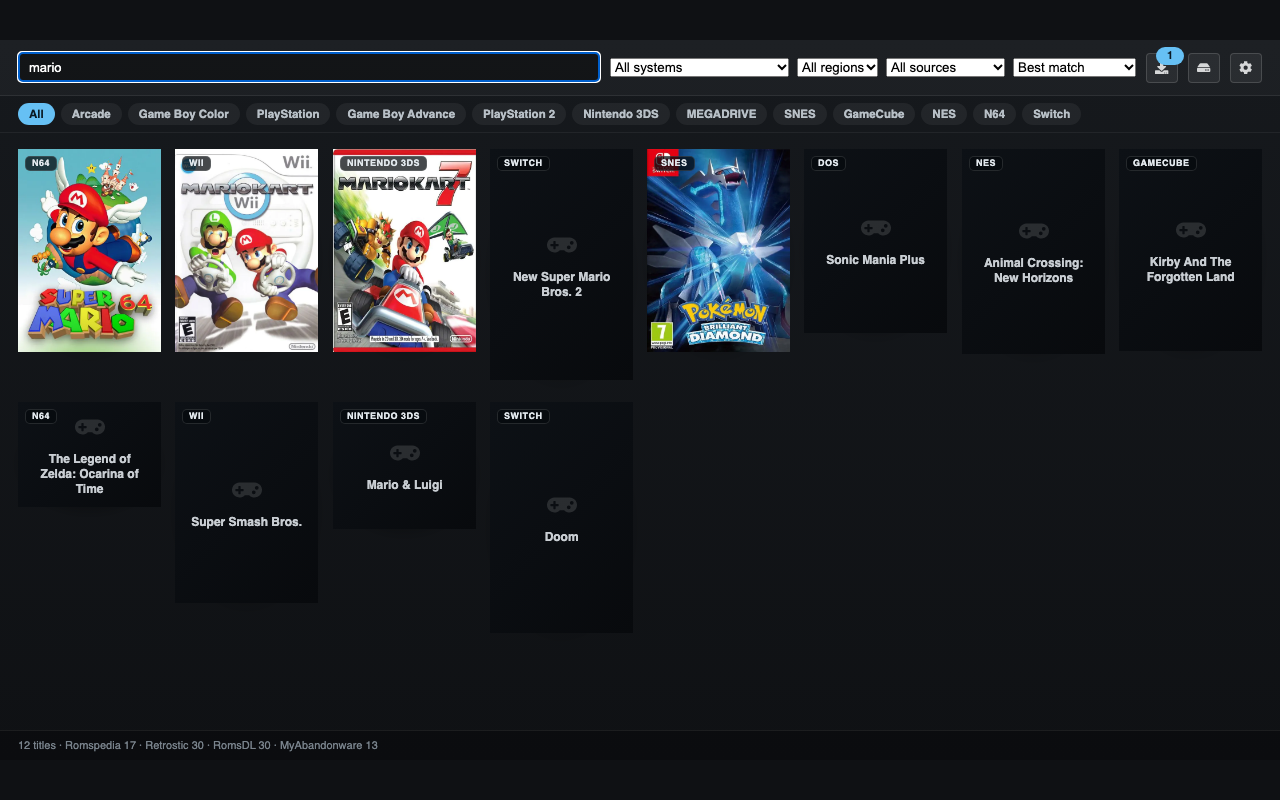 mario
All systems
All regions
All sources
Best match
1
All
Arcade
Game Boy Color
PlayStation
Game Boy Advance
PlayStation 2
Nintendo 3DS
MEGADRIVE
SNES
GameCube
NES
N64
Switch
N64
SUPER
MARIO 64
WII
Wii
MARIOKART
Wii
NINTENDO 3DS
MARIOKART
7
SWITCH
New Super Mario
Bros. 2
SNES
POKéMON
BRILLIANT
DIAMOND
7
DOS
Sonic Mania Plus
NES
Animal Crossing:
New Horizons
GAMECUBE
Kirby And The
Forgotten Land
N64
The Legend of
Zelda: Ocarina of
Time
WII
Super Smash Bros.
NINTENDO 3DS
Mario & Luigi
SWITCH
Doom
12 titles · Romspedia 17 · Retrostic 30 · RomsDL 30 · MyAbandonware 13